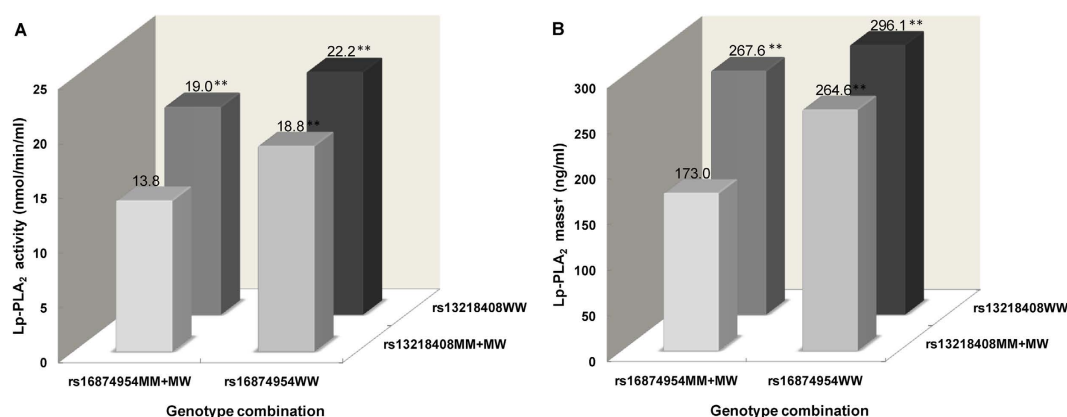 A
Lp-PLA₂ activity (nmol/min/ml)
25
20
15
10
5
0
13.8
19.0**
18.8**
22.2**
rs13218408WW
rs13218408MM+MW
rs16874954MM+MW
rs16874954WW
Genotype combination
B
Lp-PLA₂ mass† (ng/ml)
300
250
200
150
100
50
0
173.0
267.6 **
264.6**
296.1**
rs13218408WW
rs13218408MM+MW
rs16874954MM+MW
rs16874954WW
Genotype combination